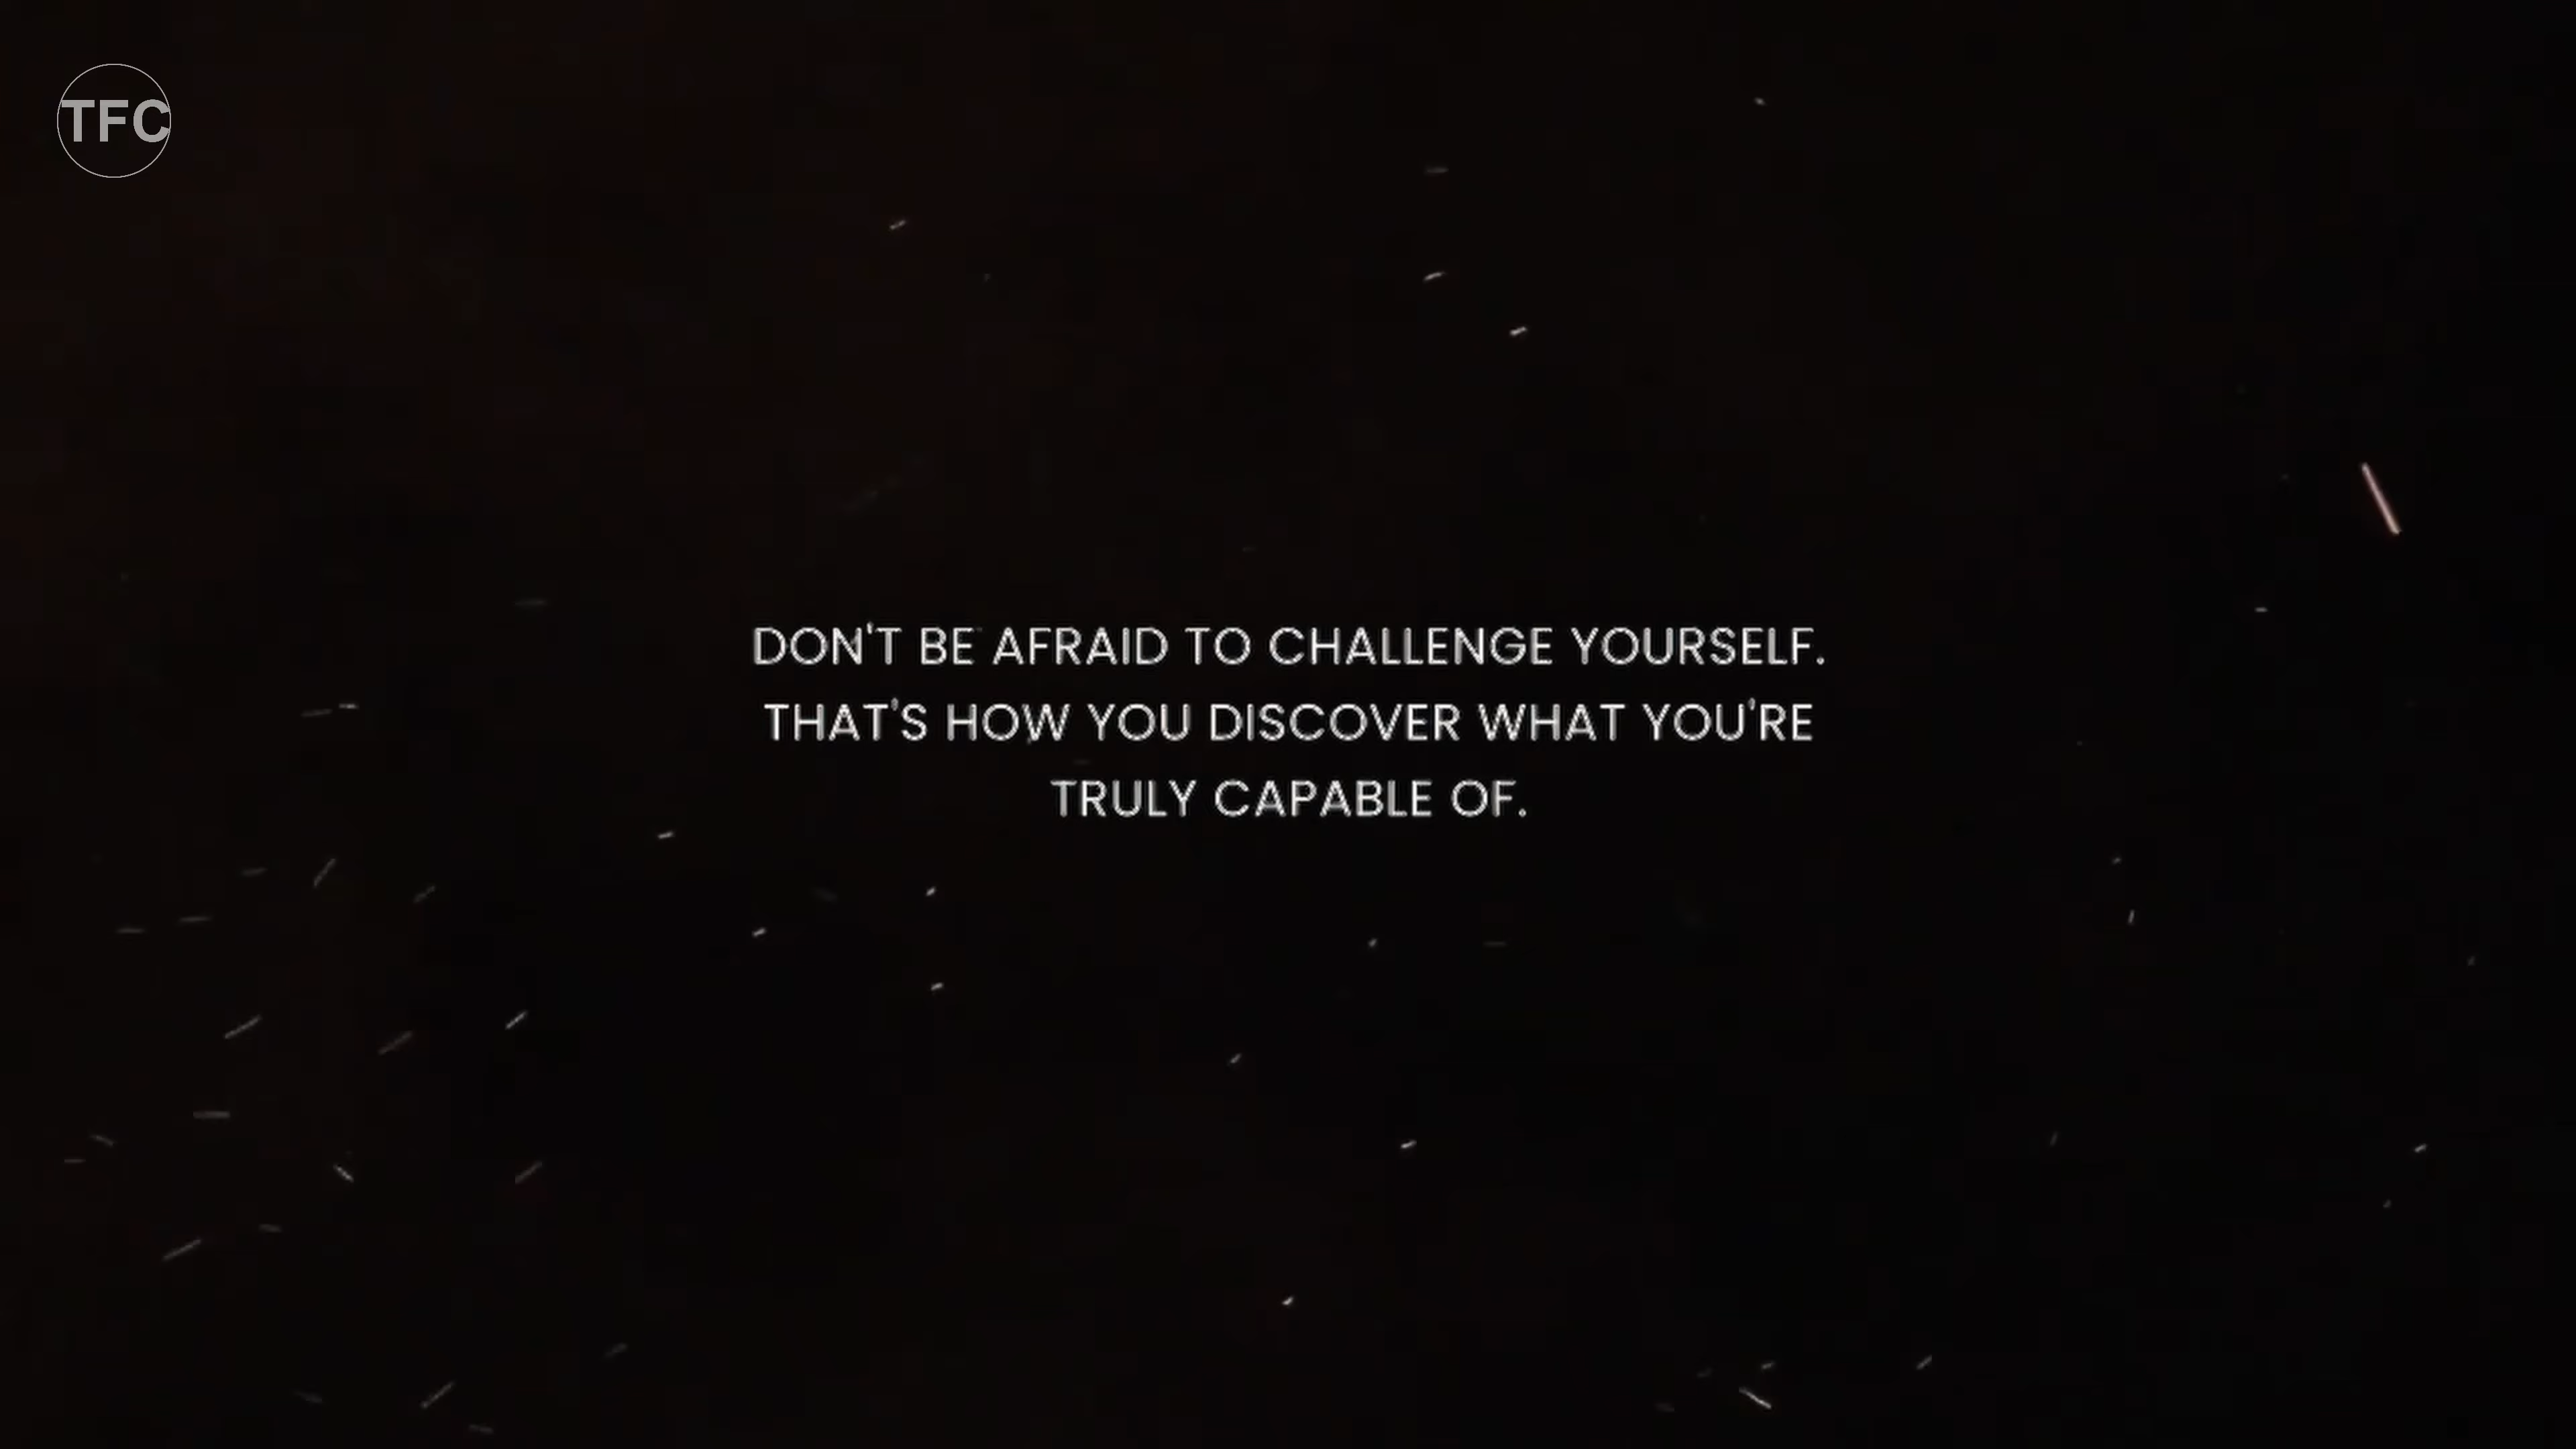 TFC
DON'T BE AFRAID TO CHALLENGE YOURSELF.
THAT'S HOW YOU DISCOVER WHAT YOU'RE
TRULY CAPABLE OF.